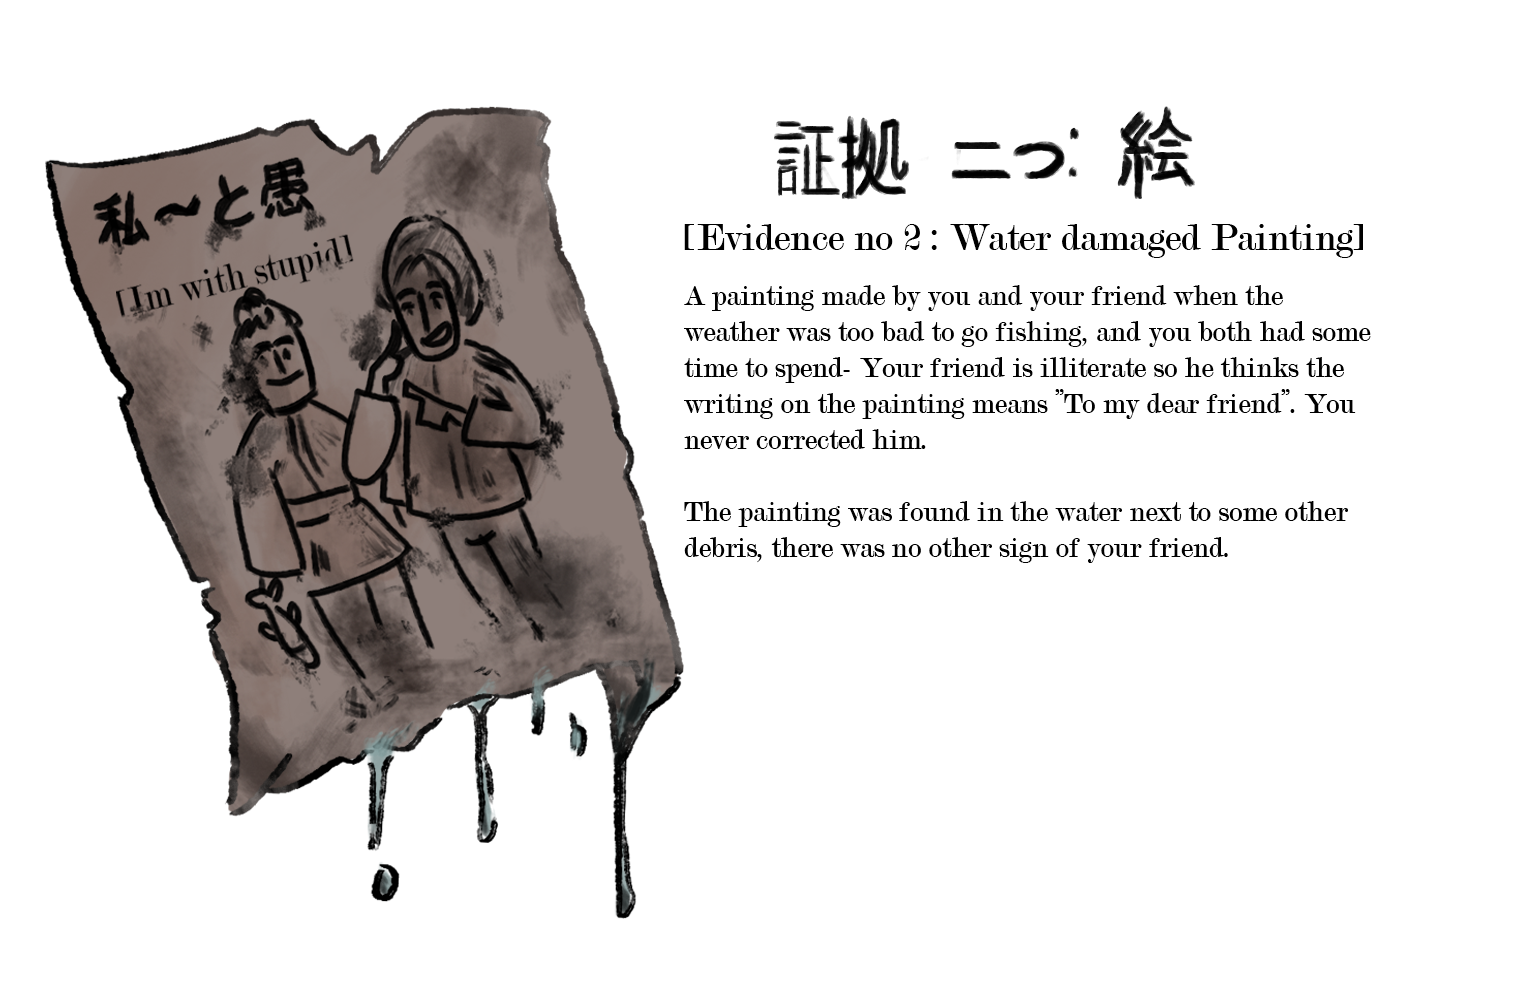 私〜と愚
[Im with stupid]
証拠 二つ: 絵
[Evidence no 2 : Water damaged Painting]
A painting made by you and your friend when the
weather was too bad to go fishing, and you both had some
time to spend- Your friend is illiterate so he thinks the
writing on the painting means "To my dear friend". You
never corrected him.
The painting was found in the water next to some other
debris, there was no other sign of your friend.